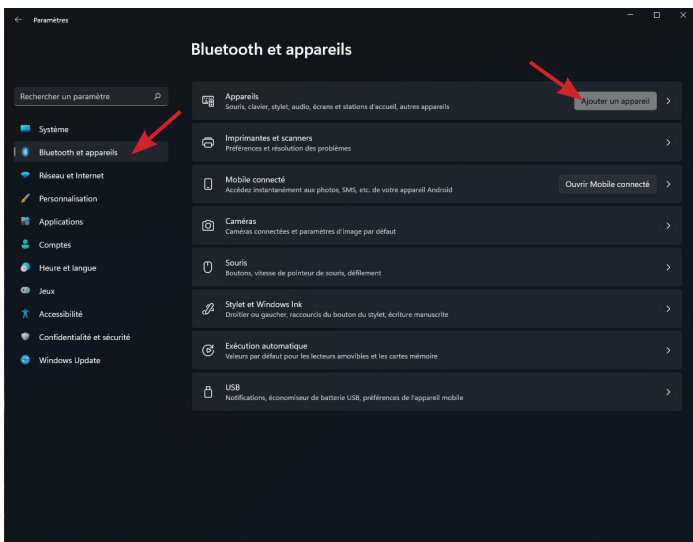 Paramètres
Bluetooth et appareils
Rechercher un paramètre
Système
Bluetooth et appareils
Réseau et Internet
Personnalisation
Applications
Comptes
Heure et langue
Jeux
Accessibilité
Confidentialité et sécurité
Windows Update
Appareils
Souris, clavier, stylet, audio, écrans et stations d'accueil, autres appareils
Ajouter un appareil
Imprimantes et scanners
Préférences et résolution des problèmes
Mobile connecté
Accédez instantanément aux photos, SMS, etc. de votre appareil Android
Ouvrir Mobile connecté
Caméras
Caméras connectées et paramètres d'image par défaut
Souris
Boutons, vitesse de pointeur de souris, défilement
Stylet et Windows Ink
Droitier ou gaucher, raccourcis du bouton du stylet, écriture manuscrite
Exécution automatique
Valeurs par défaut pour les lecteurs amovibles et les cartes mémoire
USB
Notifications, économiseur de batterie USB, préférences de l'appareil mobile